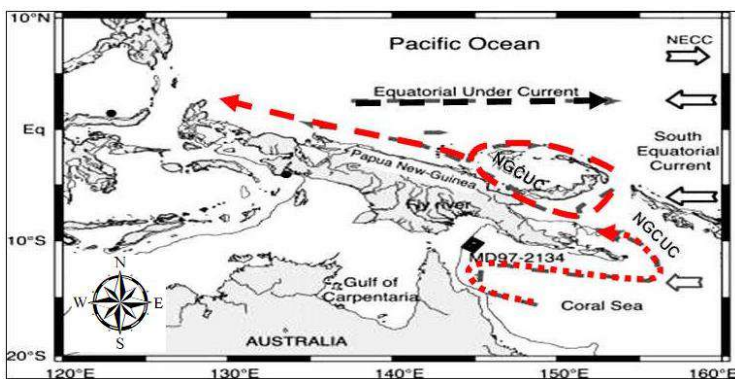 10°N
Pacific Ocean
NECC
Equatorial Under Current
Eq
South
Equatorial
Current
Papua New-Guinea
NGCUC
Fly river
NGCUC
10°S
MD97-2134
N
W E
S
Gulf of
Carpentaria
Coral Sea
AUSTRALIA
20°S
120°E 130°E 140°E 150°E 160°E